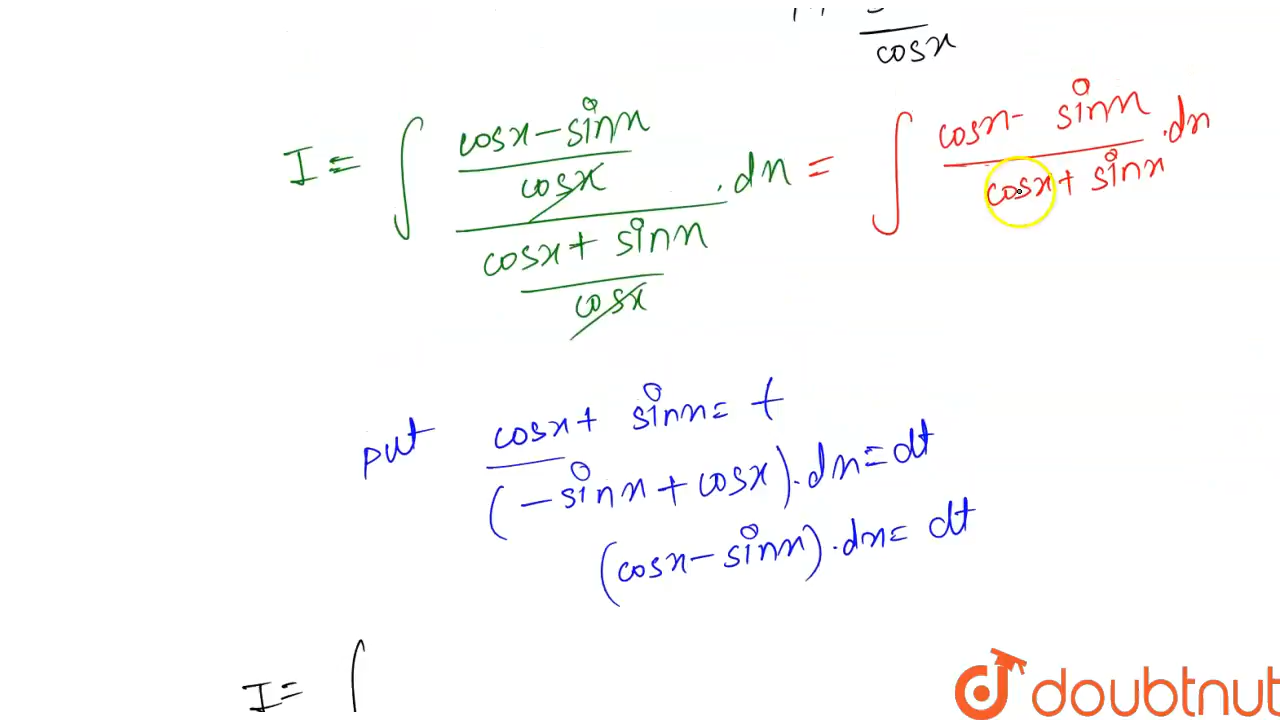 cosx
I = ∫ ((cosx - sinx)/cosx)/((cosx + sinx)/cosx) .dx = ∫ (cosx - sinx)/(cosx + sinx) .dx
put cosx + sinx = t
(-sinx + cosx).dx = dt
(cosx - sinx).dx = dt
I = ∫
doubtnut